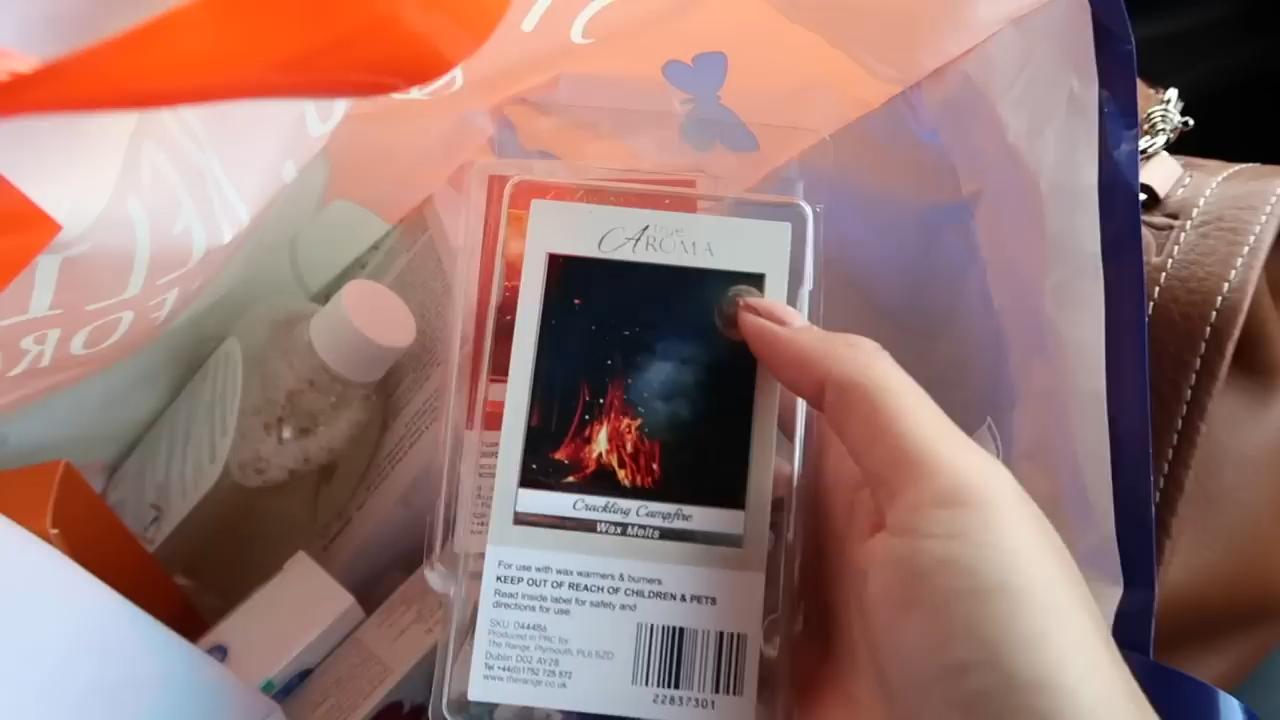 True
AROMA
Crackling Campfire
Wax Melts
For use with wax warmers & burners
KEEP OUT OF REACH OF CHILDREN & PETS
Read inside label for safety and
directions for use.
SKU: 044486
Produced in PRC for:
The Range, Plymouth, PL6 5ZD
Dublin D02 AY28
Tel +44(0)1752 725 572
www.therange.co.uk
22837301